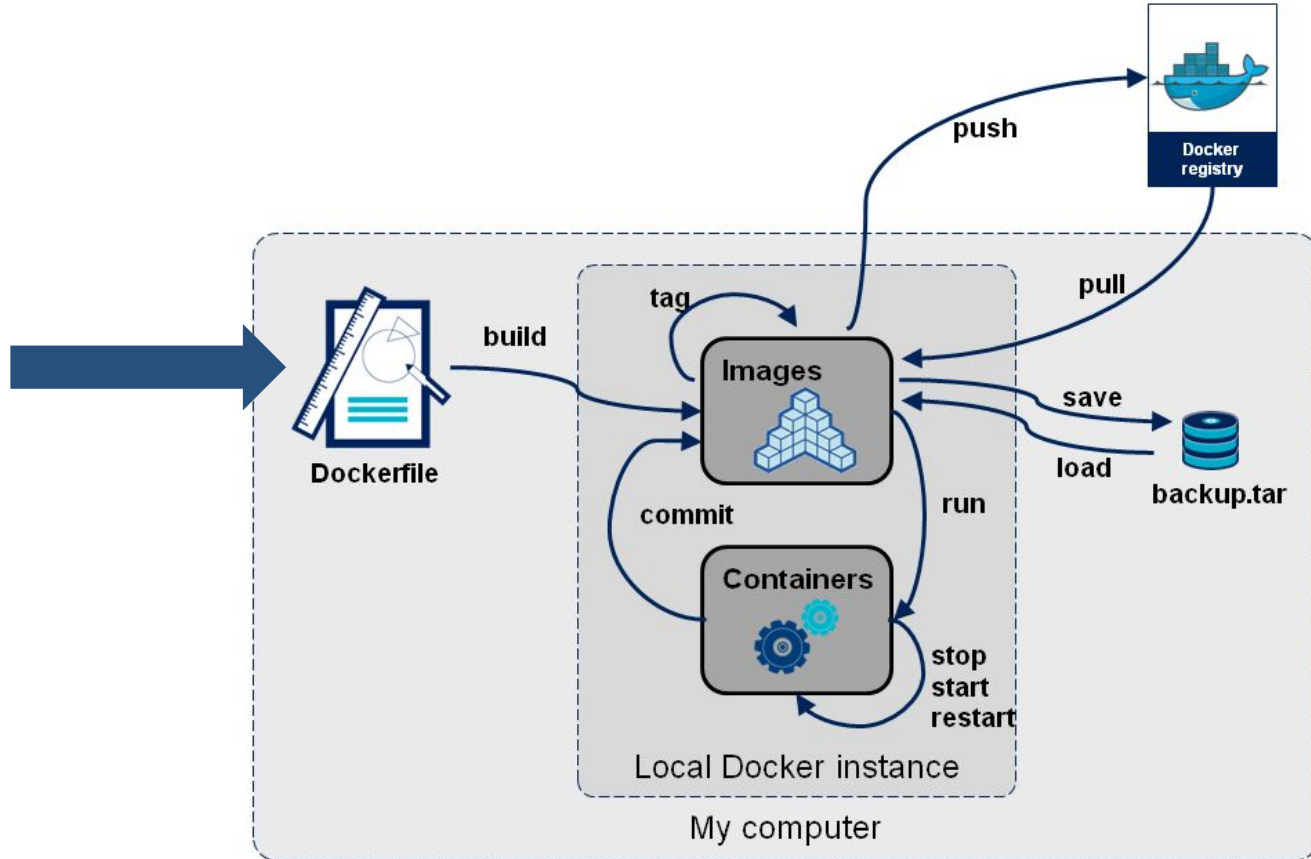 push
Docker
registry
pull
tag
build
Images
save
load
Dockerfile
backup.tar
commit
run
Containers
stop
start
restart
Local Docker instance
My computer